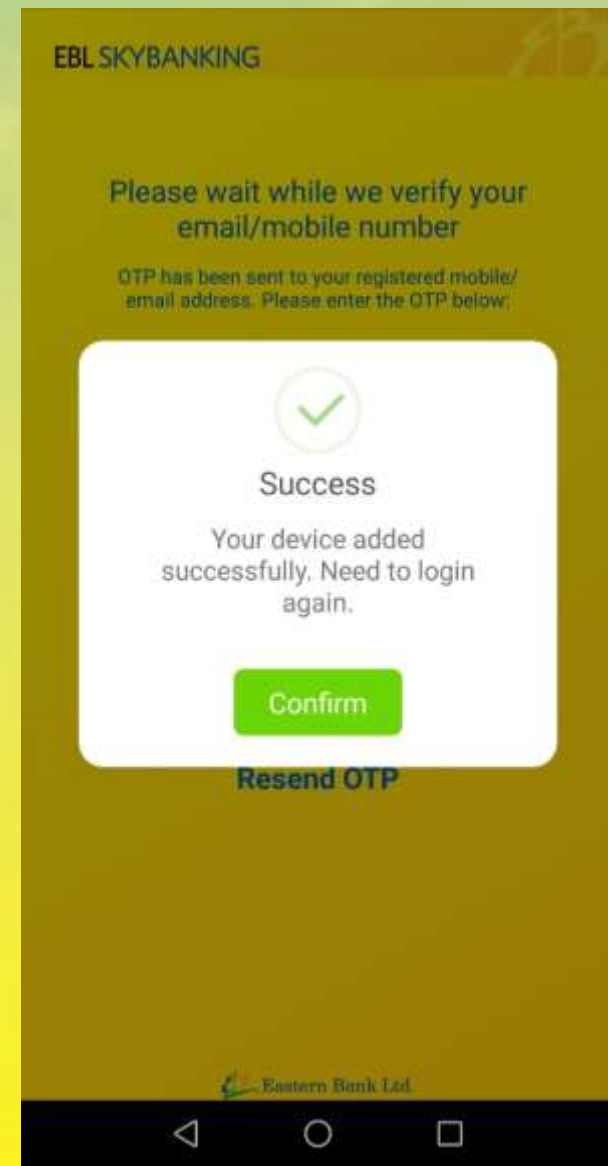 EBL SKYBANKING
Please wait while we verify your
email/mobile number
OTP has been sent to your registered mobile/
email address. Please enter the OTP below:
Success
Your device added
successfully. Need to login
again.
Confirm
Resend OTP
Eastern Bank Ltd.